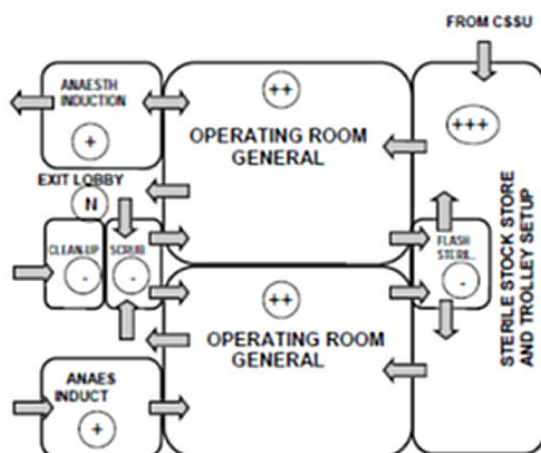 FROM CSSU
ANAESTH
INDUCTION
+
++
OPERATING ROOM
GENERAL
+++
EXIT LOBBY
N
CLEAN-UP
-
SCRUB
-
FLASH
STERIL..
-
STERILE STOCK STORE
AND TROLLEY SETUP
++
OPERATING ROOM
GENERAL
ANAES
INDUCT
+